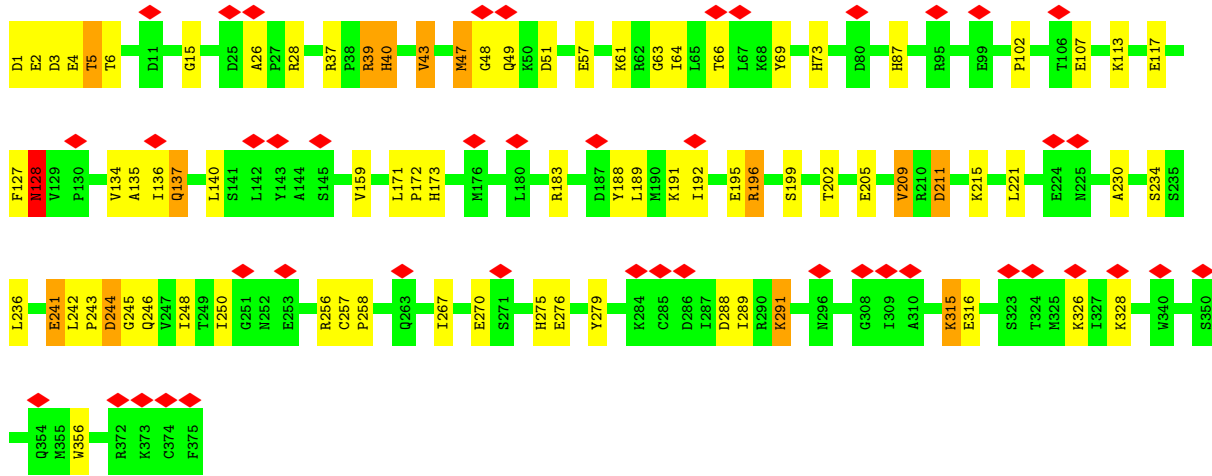 D1 E2 D3 E4 T5 T6 D11 G15 D25 A26 P27 R28 R37 P38 R39 H40 V43 M47 G48 Q49 K50 D51 E57 K61 R62 G63 I64 L65 T66 L67 K68 Y69 H73 D80 H87 R95 E99 P102 T106 E107 K113 E117
F127 N128 V129 P130 V134 A135 I136 Q137 L140 S141 L142 Y143 A144 S145 V159 L171 P172 H173 M176 L180 R183 D187 Y188 L189 M190 K191 I192 E195 R196 S199 T202 E205 V209 R210 D211 K215 L221 E224 N225 A230 S234 S235
L236 E241 L242 P243 D244 G245 Q246 V247 I248 T249 I250 G251 N252 E253 R256 C257 P258 Q263 I267 E270 S271 H275 E276 Y279 K284 C285 D286 I287 D288 I289 R290 K291 N296 G308 I309 A310 K315 E316 S323 T324 M325 K326 I327 K328 W340 S350
Q354 M355 W356 R372 K373 C374 F375